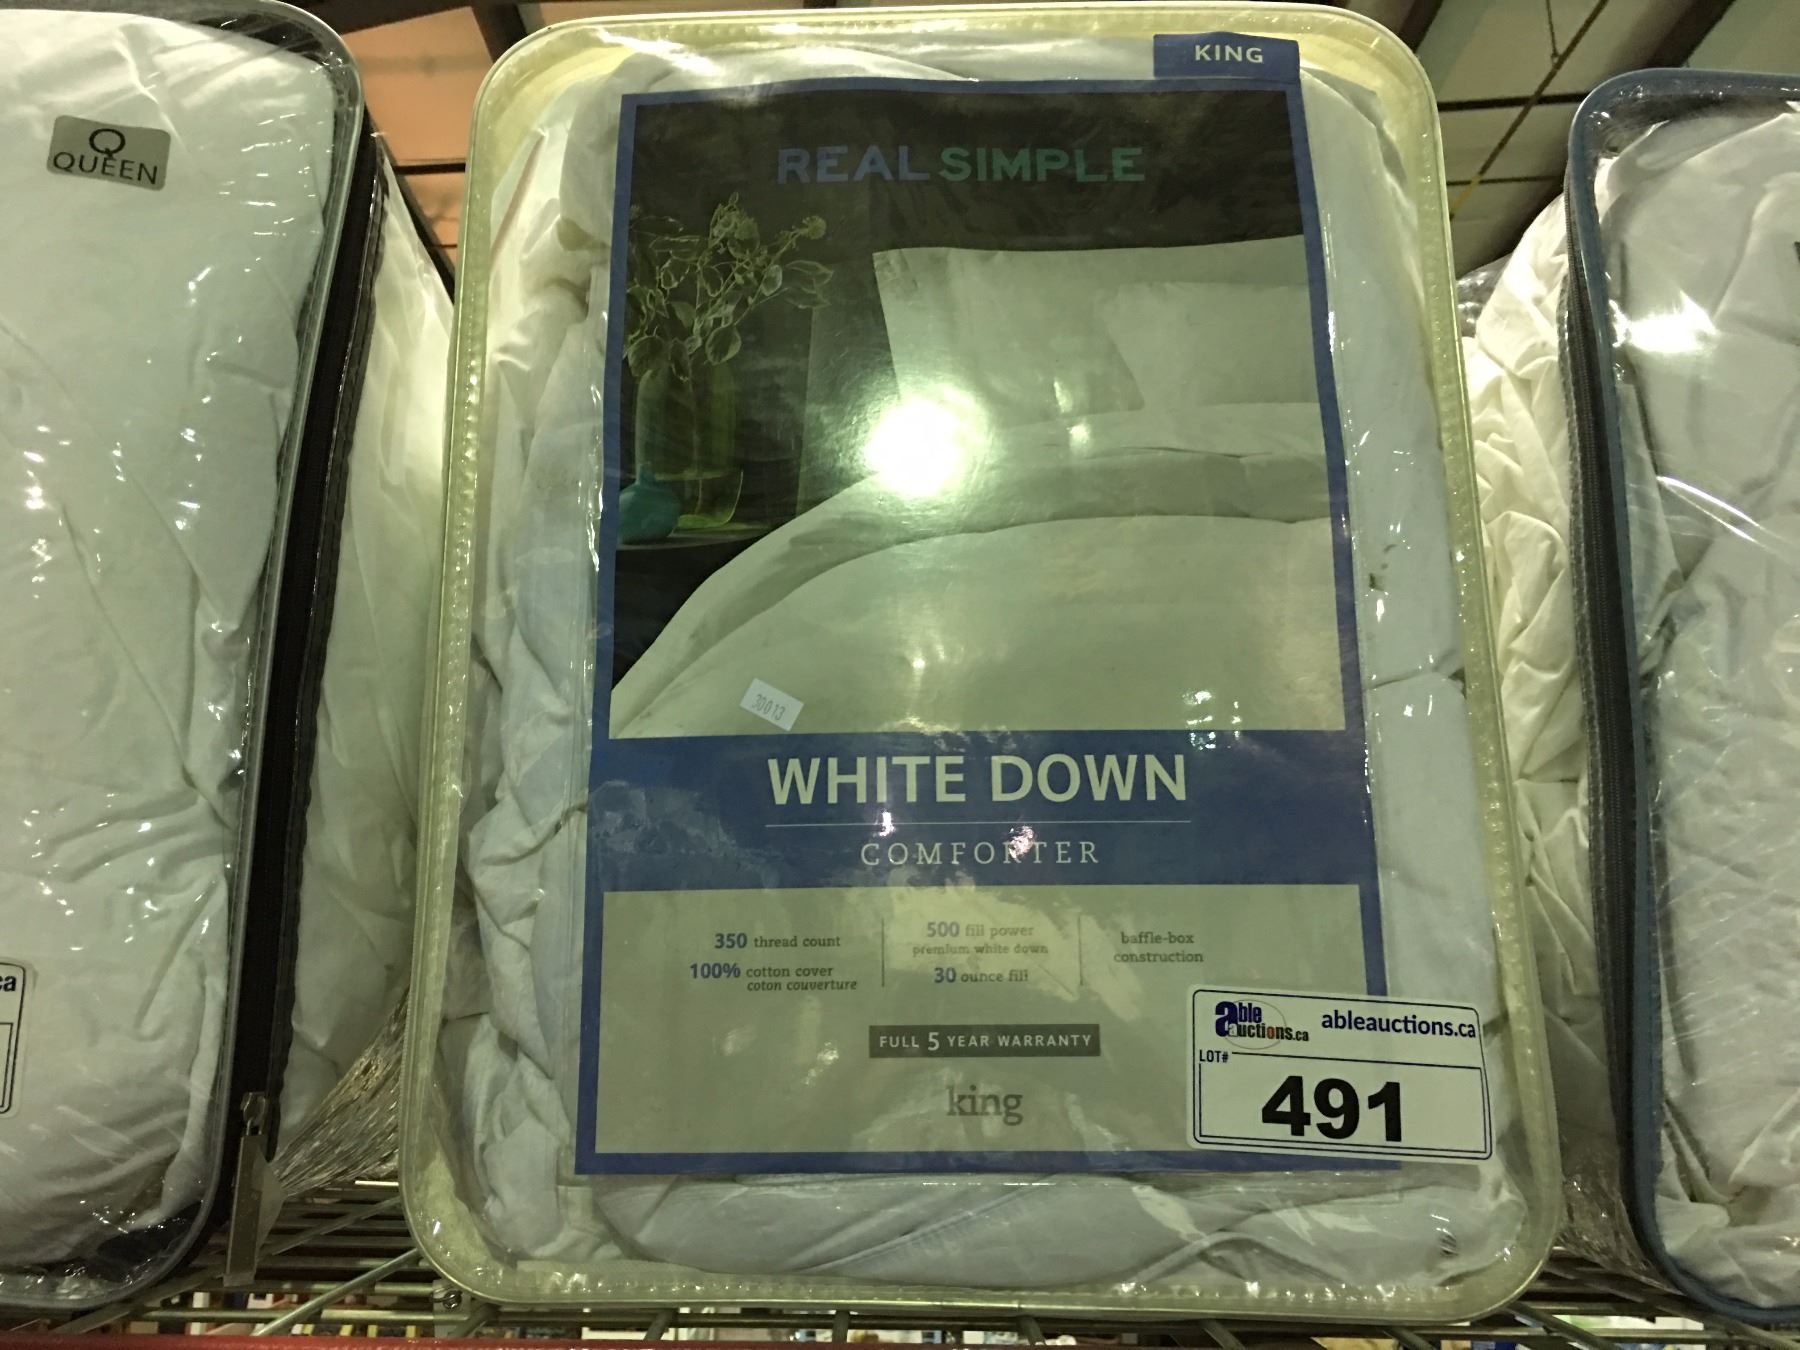 Q
QUEEN
KING
REAL SIMPLE
30013
WHITE DOWN
COMFORTER
350 thread count
100% cotton cover
coton couverture
500 fill power
premium white down
30 ounce fill
baffle-box
construction
FULL 5 YEAR WARRANTY
king
able auctions.ca
ableauctions.ca
LOT#
491
ca